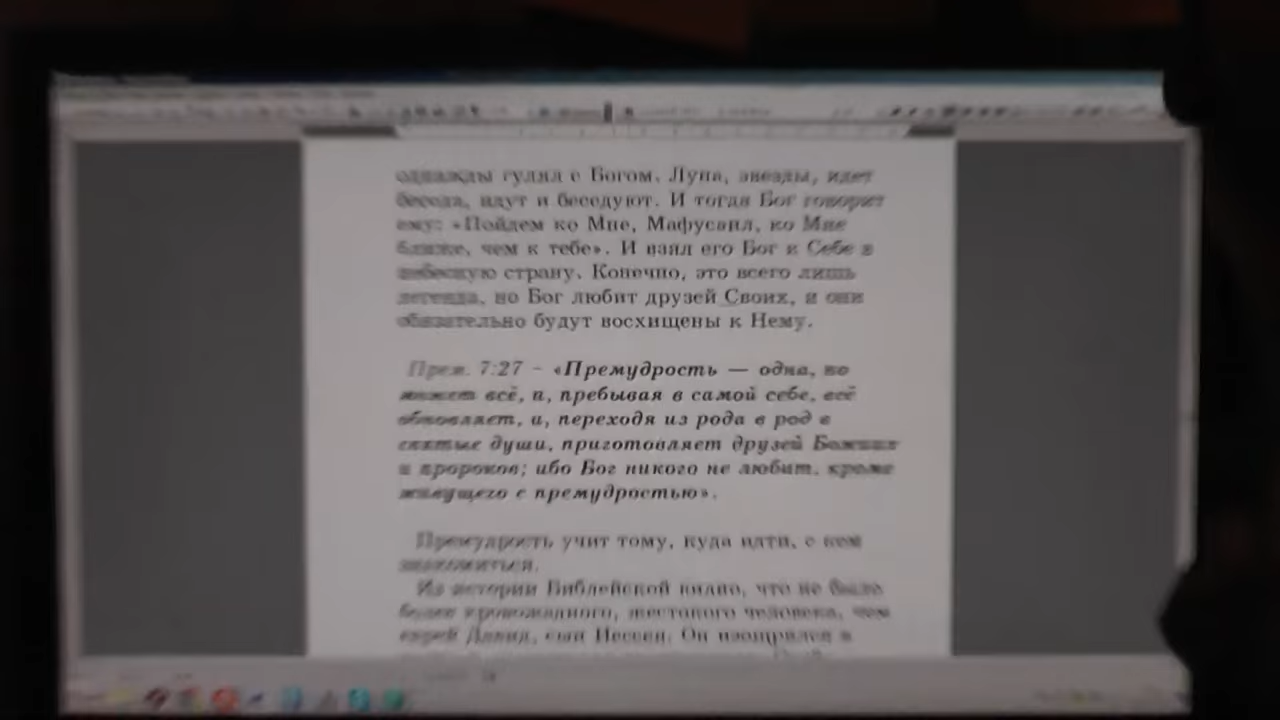 однажды гулял с Богом. Луна, звезды, идет
беседа, идут и беседуют. И тогда Бог говорит
ему: «Пойдем ко Мне, Мафусаил, ко Мне
ближе, чем к тебе». И взял его Бог к Себе в
небесную страну. Конечно, это всего лишь
легенда, но Бог любит друзей Своих, и они
обязательно будут восхищены к Нему.
Прем. 7:27 - «Премудрость — одна, но
может всё, и, пребывая в самой себе, всё
обновляет, и, переходя из рода в род в
святые души, приготовляет друзей Божиих
и пророков; ибо Бог никого не любит, кроме
живущего с премудростью».
Премудрость учит тому, куда идти, с кем
знакомиться.
Из истории Библейской видно, что не было
более кровожадного, жестокого человека, чем
еврей Давид, сын Иессея. Он изощрялся в